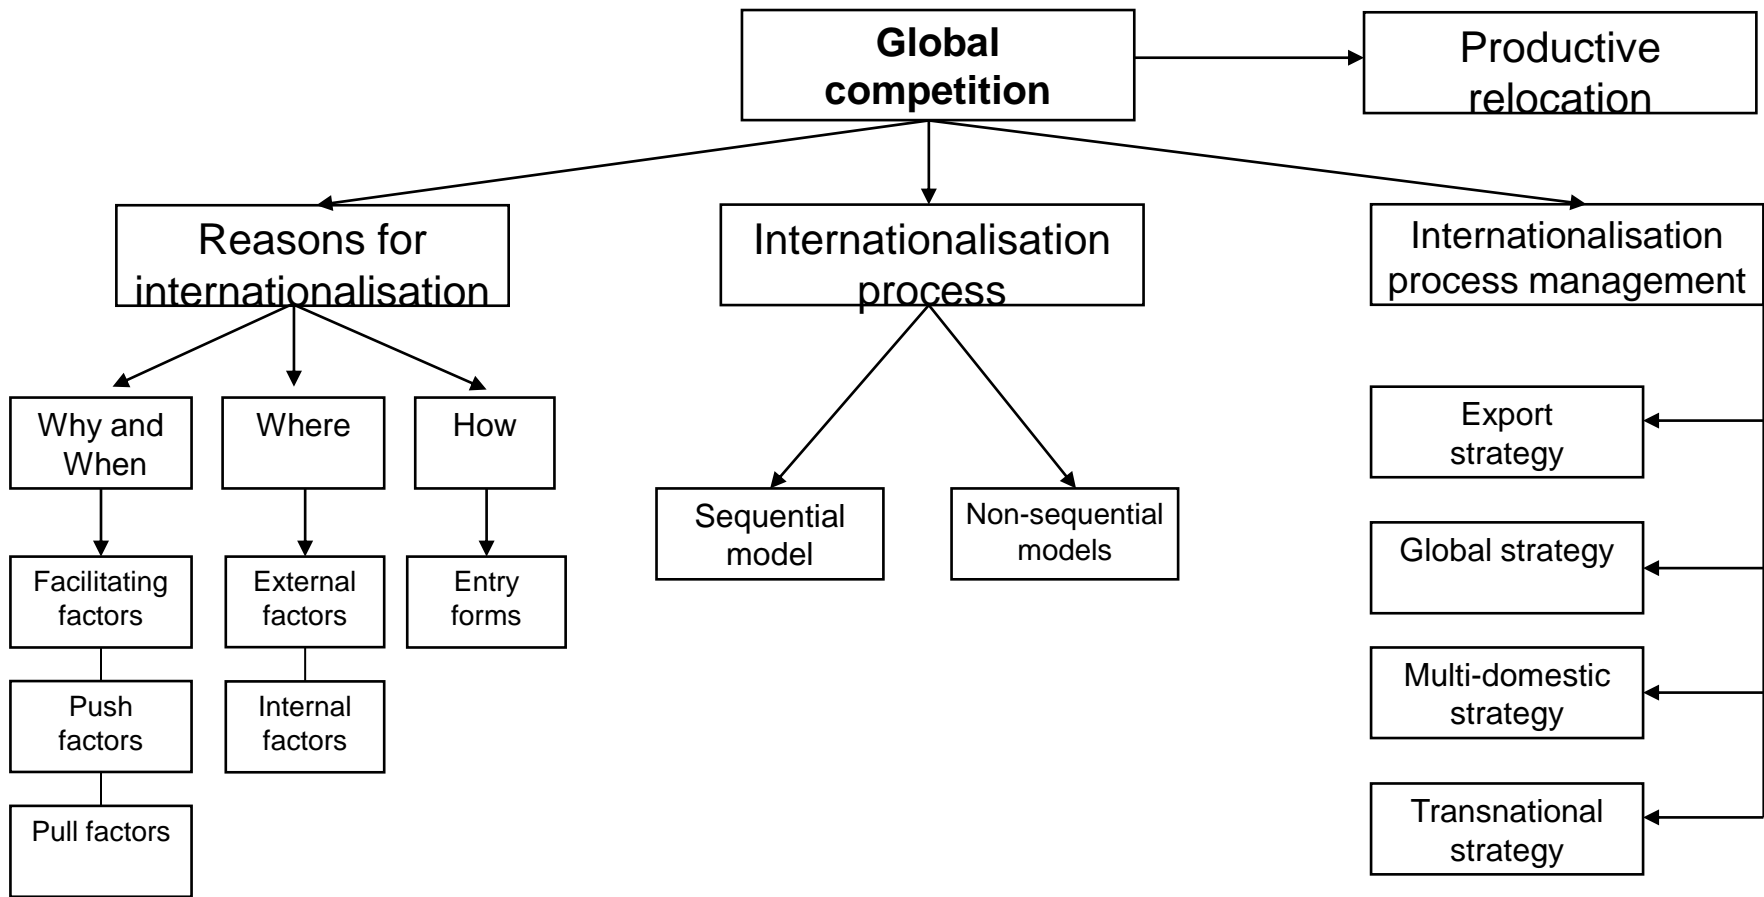 Global
competition
Productive
relocation
Reasons for
internationalisation
Internationalisation
process
Internationalisation
process management
Why and
When
Where
How
Export
strategy
Sequential
model
Non-sequential
models
Global strategy
Facilitating
factors
External
factors
Entry
forms
Multi-domestic
strategy
Push
factors
Internal
factors
Transnational
strategy
Pull factors